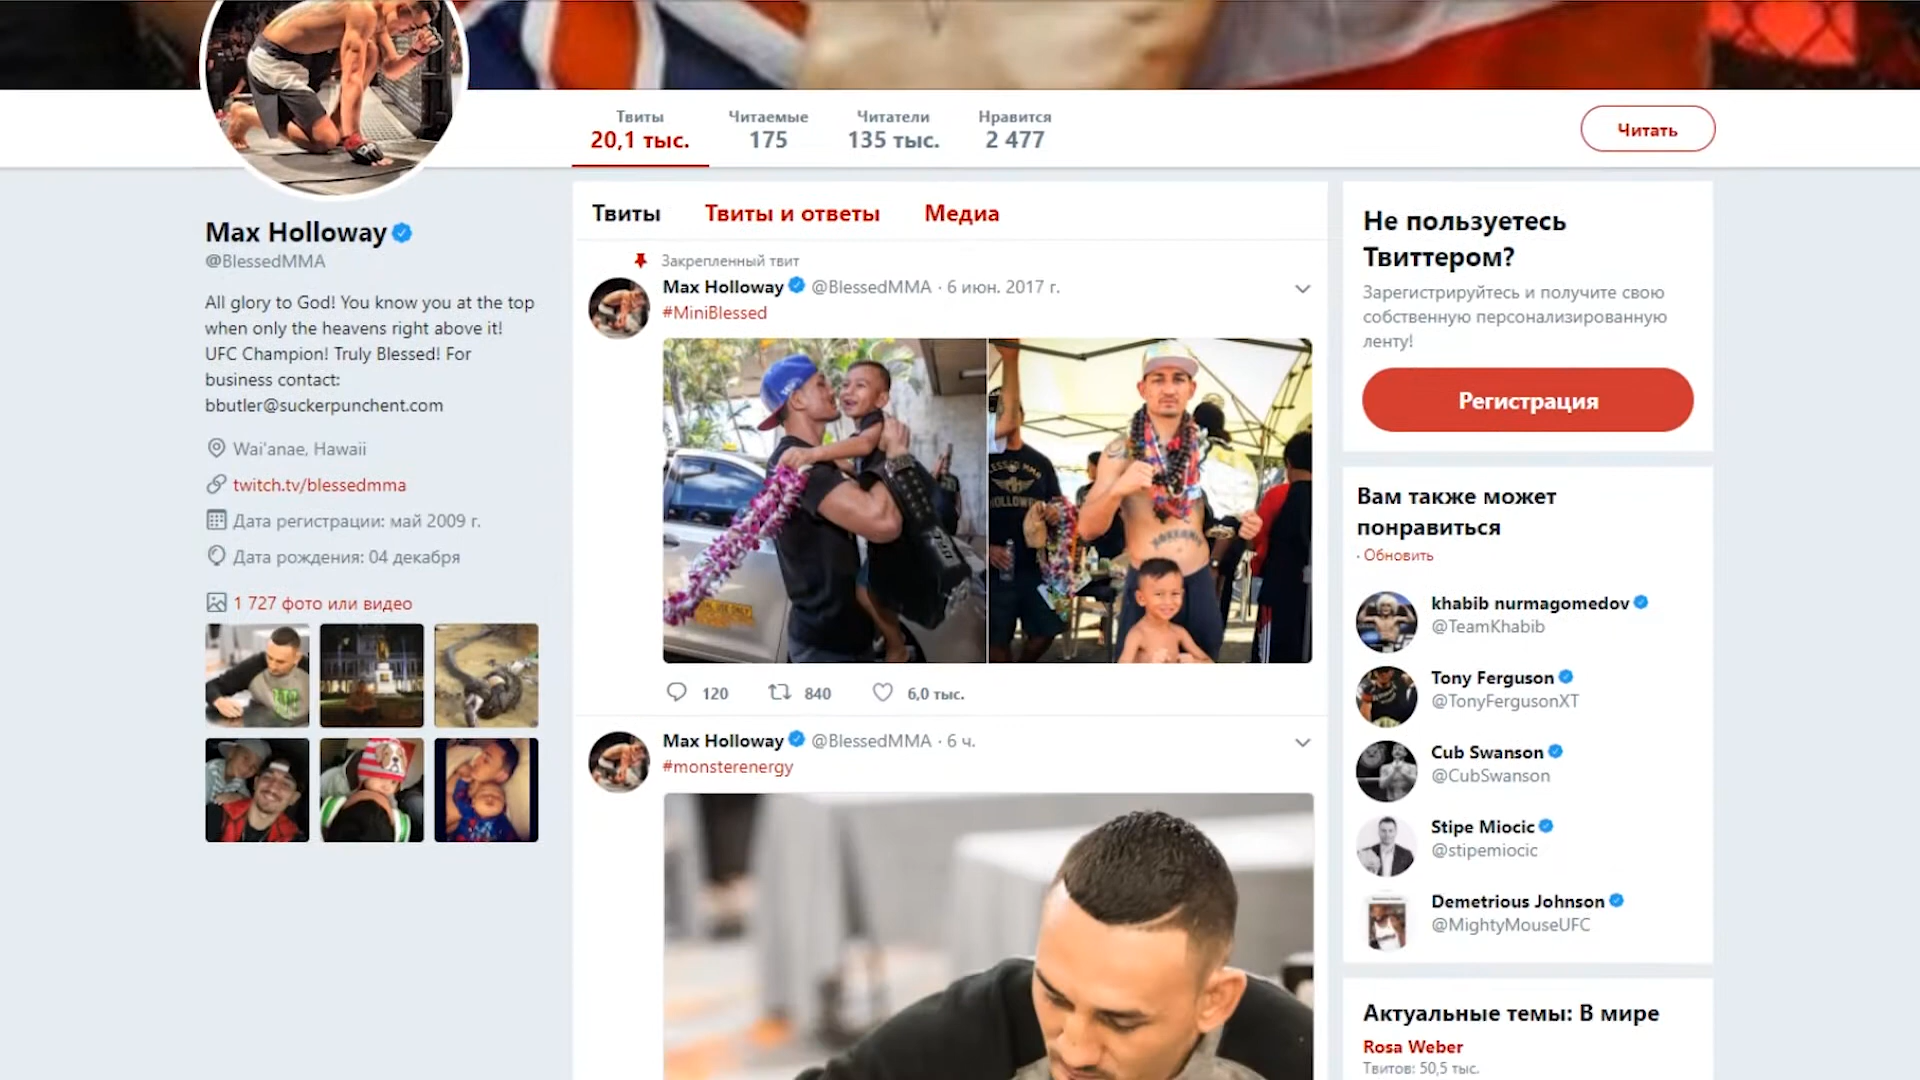 Твиты
20,1 тыс.
Читаемые
175
Читатели
135 тыс.
Нравится
2 477
Читать
Max Holloway
@BlessedMMA
All glory to God! You know you at the top
when only the heavens right above it!
UFC Champion! Truly Blessed! For
business contact:
bbutler@suckerpunchent.com
Wai'anae, Hawaii
twitch.tv/blessedmma
Дата регистрации: май 2009 г.
Дата рождения: 04 декабря
1 727 фото или видео
Твиты
Твиты и ответы
Медиа
Закрепленный твит
Max Holloway @BlessedMMA · 6 июн. 2017 г.
#MiniBlessed
120
840
6,0 тыс.
Max Holloway @BlessedMMA · 6 ч.
#monsterenergy
Не пользуетесь
Твиттером?
Зарегистрируйтесь и получите свою
собственную персонализированную
ленту!
Регистрация
Вам также может
понравиться
· Обновить
khabib nurmagomedov
@TeamKhabib
Tony Ferguson
@TonyFergusonXT
Cub Swanson
@CubSwanson
Stipe Miocic
@stipemiocic
Demetrious Johnson
@MightyMouseUFC
Актуальные темы: В мире
Rosa Weber
Твитов: 50,5 тыс.